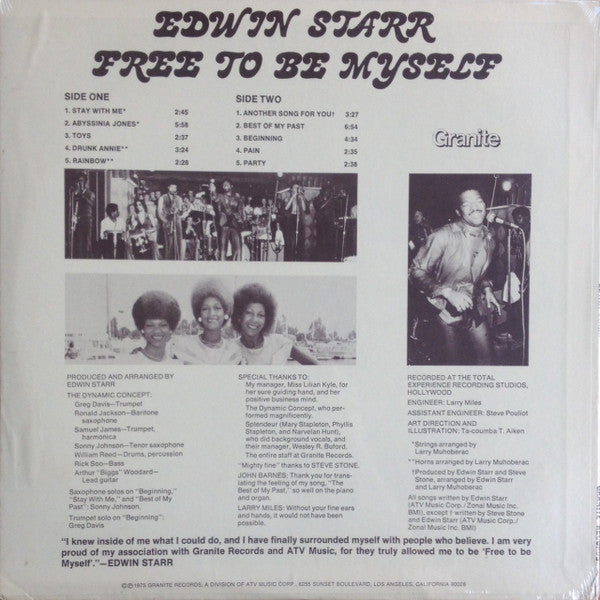 EDWIN STARR
FREE TO BE MYSELF
SIDE ONE
1. STAY WITH ME* 2:45
2. ABYSSINIA JONES* 5:58
3. TOYS 2:37
4. DRUNK ANNIE** 3:24
5. RAINBOW** 2:26
SIDE TWO
1. ANOTHER SONG FOR YOU† 3:27
2. BEST OF MY PAST 6:54
3. BEGINNING 4:34
4. PAIN 2:35
5. PARTY 2:38
Granite
PRODUCED AND ARRANGED BY
EDWIN STARR
THE DYNAMIC CONCEPT:
Greg Davis—Trumpet
Ronald Jackson—Baritone
saxophone
Samuel James—Trumpet,
harmonica
Sonny Johnson—Tenor saxophone
William Reed—Drums, percussion
Rick Soo—Bass
Arthur "Biggs" Woodard—
Lead guitar
Saxophone solos on "Beginning,"
"Stay With Me," and "Best of My
Past": Sonny Johnson.
Trumpet solo on "Beginning":
Greg Davis
SPECIAL THANKS TO:
My manager, Miss Lilian Kyle, for
her sure guiding hand, and her
positive business mind.
The Dynamic Concept, who per-
formed magnificently.
Splendeur (Mary Stapleton, Phyllis
Stapleton, and Narvelan Hunt),
who did background vocals, and
their manager, Wesley R. Buford.
The entire staff at Granite Records.
"Mighty fine" thanks to STEVE STONE.
JOHN BARNES: Thank you for trans-
lating the feeling of my song, "The
Best of My Past," so well on the piano
and organ.
LARRY MILES: Without your fine ears
and hands, it would not have been
possible.
RECORDED AT THE TOTAL
EXPERIENCE RECORDING STUDIOS,
HOLLYWOOD
ENGINEER: Larry Miles
ASSISTANT ENGINEER: Steve Pouliot
ART DIRECTION AND
ILLUSTRATION: Ta-coumba T. Aiken
*Strings arranged by
Larry Muhoberac
**Horns arranged by Larry Muhoberac
†Produced by Edwin Starr and Steve
Stone, arranged by Edwin Starr and
Larry Muhoberac
All songs written by Edwin Starr
(ATV Music Corp./ Zonal Music Inc.
BMI), except 1 written by Steve Stone
and Edwin Starr (ATV Music Corp./
Zonal Music Inc. BMI)
"I knew inside of me what I could do, and I have finally surrounded myself with people who believe. I am very
proud of my association with Granite Records and ATV Music, for they truly allowed me to be 'Free to be
Myself'."—EDWIN STARR
©℗1975 GRANITE RECORDS, A DIVISION OF ATV MUSIC CORP., 6255 SUNSET BOULEVARD, LOS ANGELES, CALIFORNIA 90028